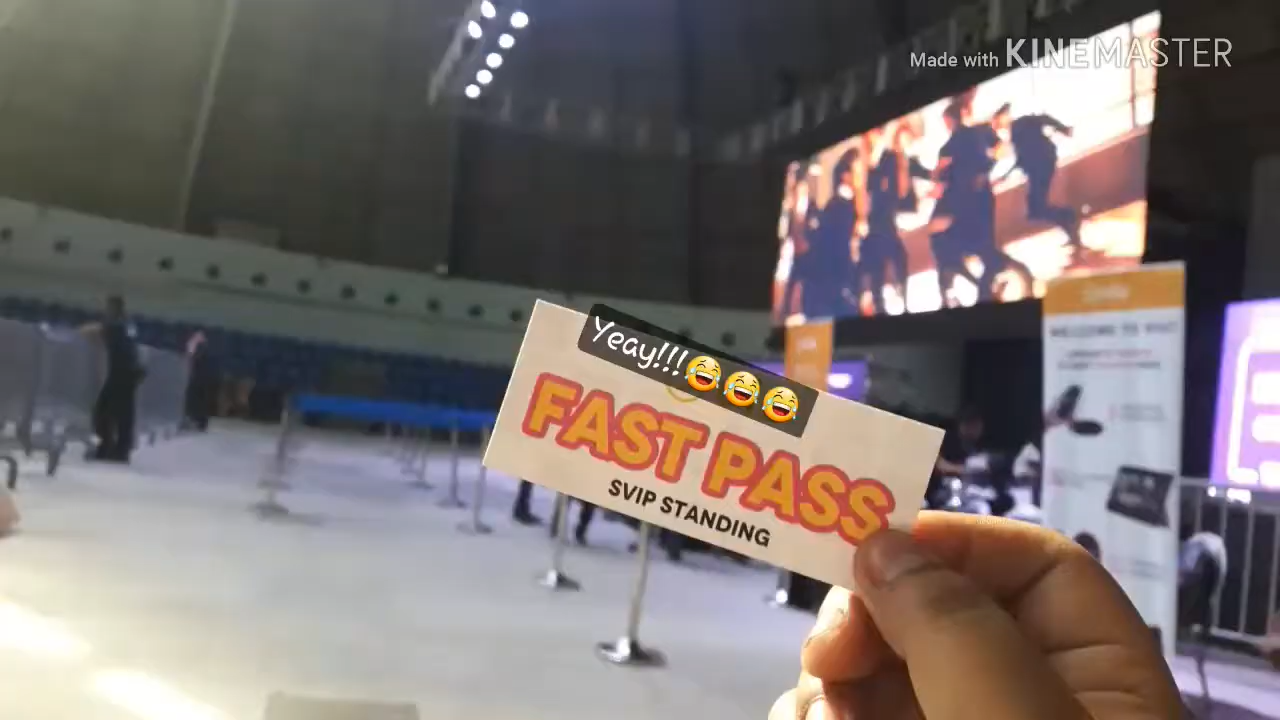 Made with KINEMASTER
Yeay!!!😂😂😂
FAST PASS
SVIP STANDING